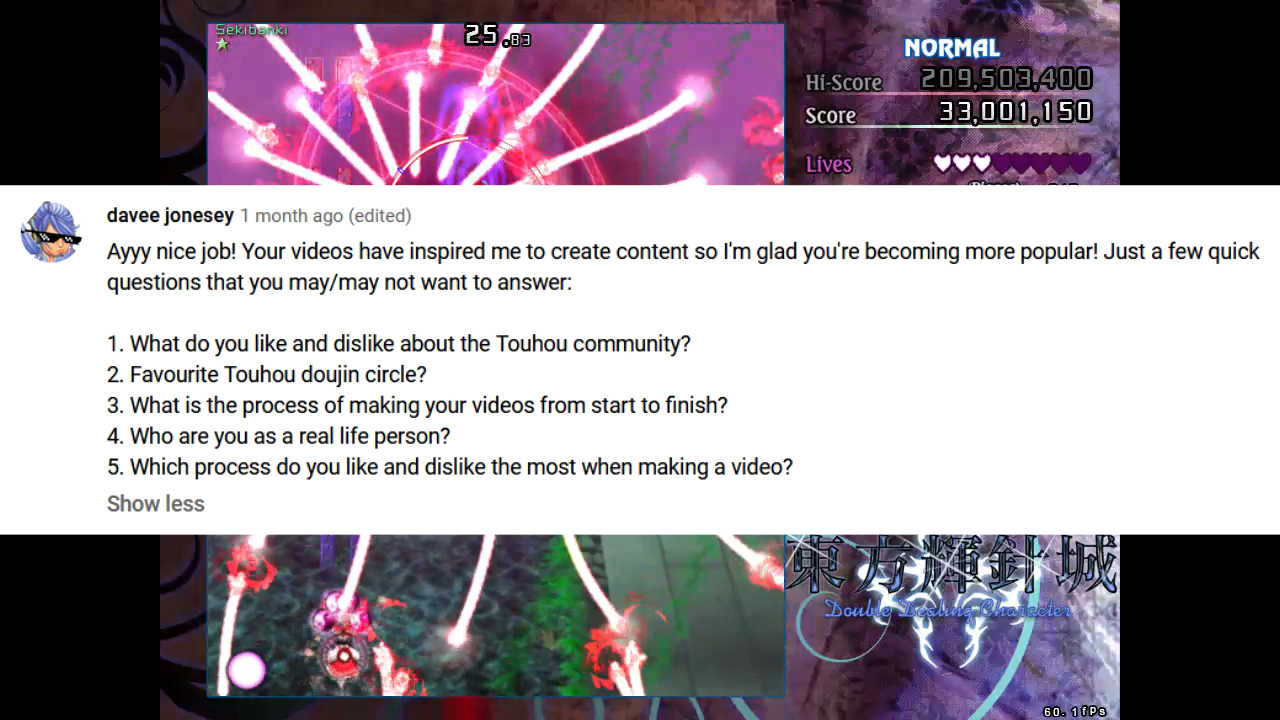 Sekibanki
25.83
NORMAL
Hi-Score 209,503,400
Score 33,001,150
Lives
davee jonesey 1 month ago (edited)
Ayyy nice job! Your videos have inspired me to create content so I'm glad you're becoming more popular! Just a few quick
questions that you may/may not want to answer:
1. What do you like and dislike about the Touhou community?
2. Favourite Touhou doujin circle?
3. What is the process of making your videos from start to finish?
4. Who are you as a real life person?
5. Which process do you like and dislike the most when making a video?
Show less
東方輝針城
Double Dealing Character
60.1fps